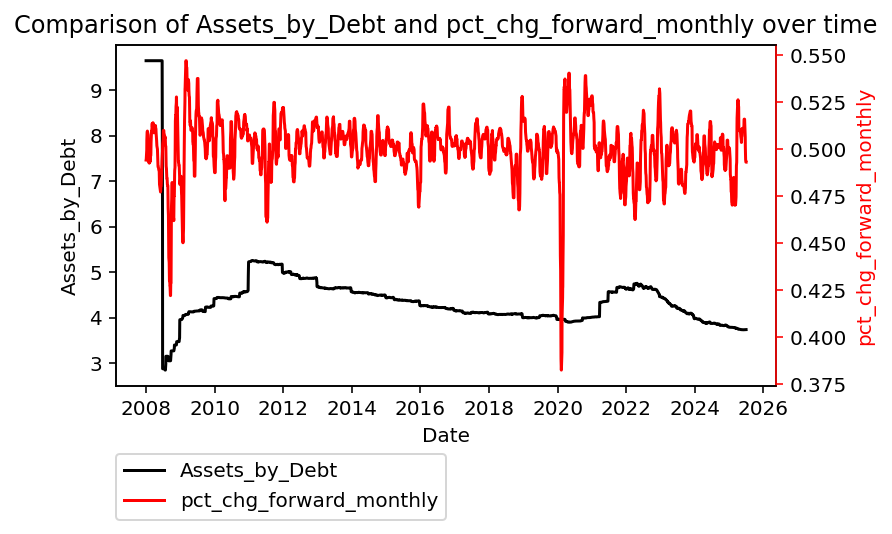 Comparison of Assets_by_Debt and pct_chg_forward_monthly over time
Assets_by_Debt
9
8
7
6
5
4
3
0.550
0.525
0.500
0.475
0.450
0.425
0.400
0.375
pct_chg_forward_monthly
2008 2010 2012 2014 2016 2018 2020 2022 2024 2026
Date
Assets_by_Debt
pct_chg_forward_monthly